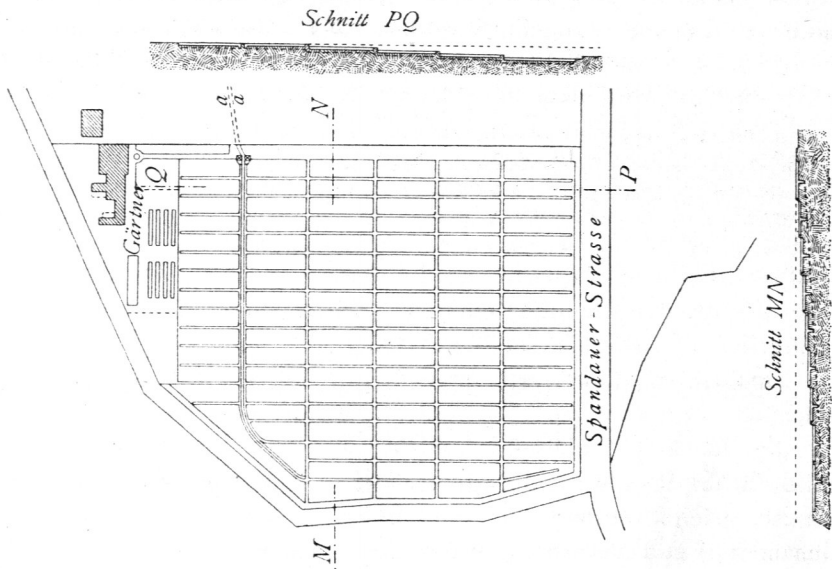 Schnitt PQ
a
a
N
Q
P
Gärtner
Spandauer-Strasse
Schnitt MN
M